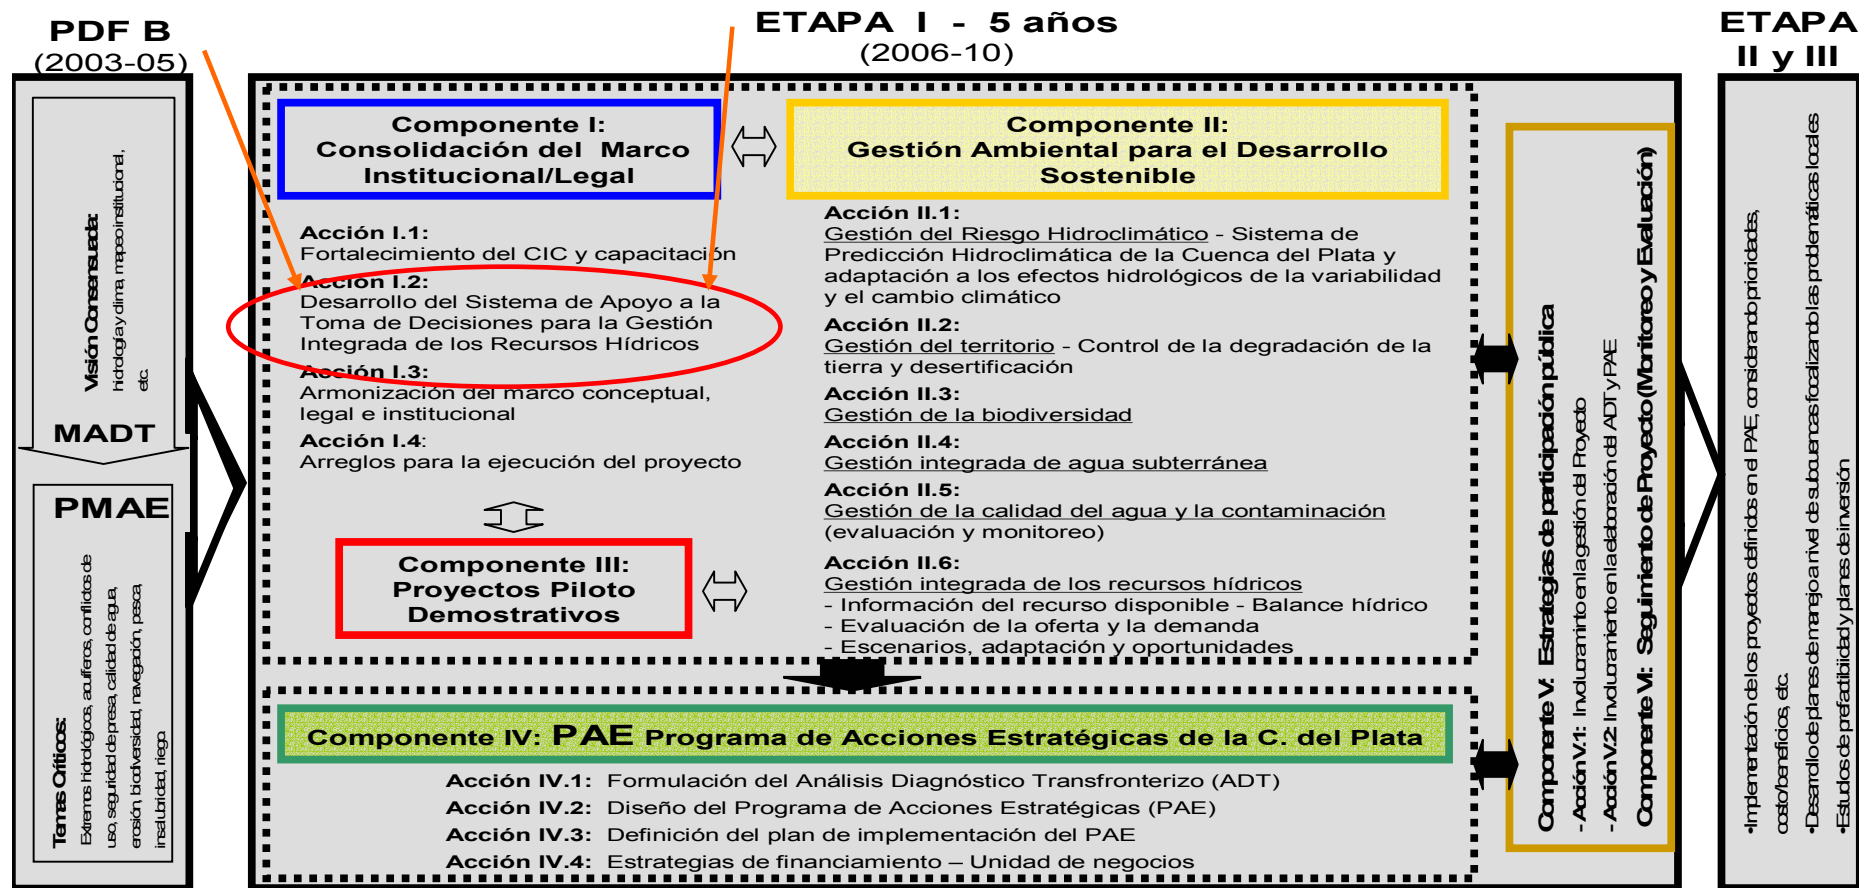 PDF B
(2003-05)
ETAPA I - 5 años
(2006-10)
ETAPA
II y III
Visión Consensuada:
hidrología y clima, mapeo institucional,
etc.
MADT
PMAE
Temas Críticos:
Extremos hidrológicos, acuíferos, conflictos de
uso, seguridad de presa, calidad de agua,
erosión, biodiversidad, navegación, pesca,
insalubridad, riego.
Componente I:
Consolidación del Marco
Institucional/Legal
Acción I.1:
Fortalecimiento del CIC y capacitación
Acción I.2:
Desarrollo del Sistema de Apoyo a la
Toma de Decisiones para la Gestión
Integrada de los Recursos Hídricos
Acción I.3:
Armonización del marco conceptual,
legal e institucional
Acción I.4:
Arreglos para la ejecución del proyecto
Componente III:
Proyectos Piloto
Demostrativos
Componente II:
Gestión Ambiental para el Desarrollo
Sostenible
Acción II.1:
Gestión del Riesgo Hidroclimático - Sistema de
Predicción Hidroclimática de la Cuenca del Plata y
adaptación a los efectos hidrológicos de la variabilidad
y el cambio climático
Acción II.2:
Gestión del territorio - Control de la degradación de la
tierra y desertificación
Acción II.3:
Gestión de la biodiversidad
Acción II.4:
Gestión integrada de agua subterránea
Acción II.5:
Gestión de la calidad del agua y la contaminación
(evaluación y monitoreo)
Acción II.6:
Gestión integrada de los recursos hídricos
- Información del recurso disponible - Balance hídrico
- Evaluación de la oferta y la demanda
- Escenarios, adaptación y oportunidades
Componente IV: PAE Programa de Acciones Estratégicas de la C. del Plata
Acción IV.1: Formulación del Análisis Diagnóstico Transfronterizo (ADT)
Acción IV.2: Diseño del Programa de Acciones Estratégicas (PAE)
Acción IV.3: Definición del plan de implementación del PAE
Acción IV.4: Estrategias de financiamiento – Unidad de negocios
Componente V: Estrategias de participación pública
- Acción V.1: Involucramirto en la gestión del Proyecto
- Acción V.2: Involucramiento en la elaboración del ADT y PAE
Componente VI: Seguimiento de Proyecto (Monitoreo y Evaluación)
•Implementación de los proyectos definidos en el PAE, considerando prioridades,
costo/beneficios, etc.
•Desarrollo de planes de manejo a nivel de subcuencas focalizando las problemáticas locales
•Estudios de prefactibilidad y planes de inversión